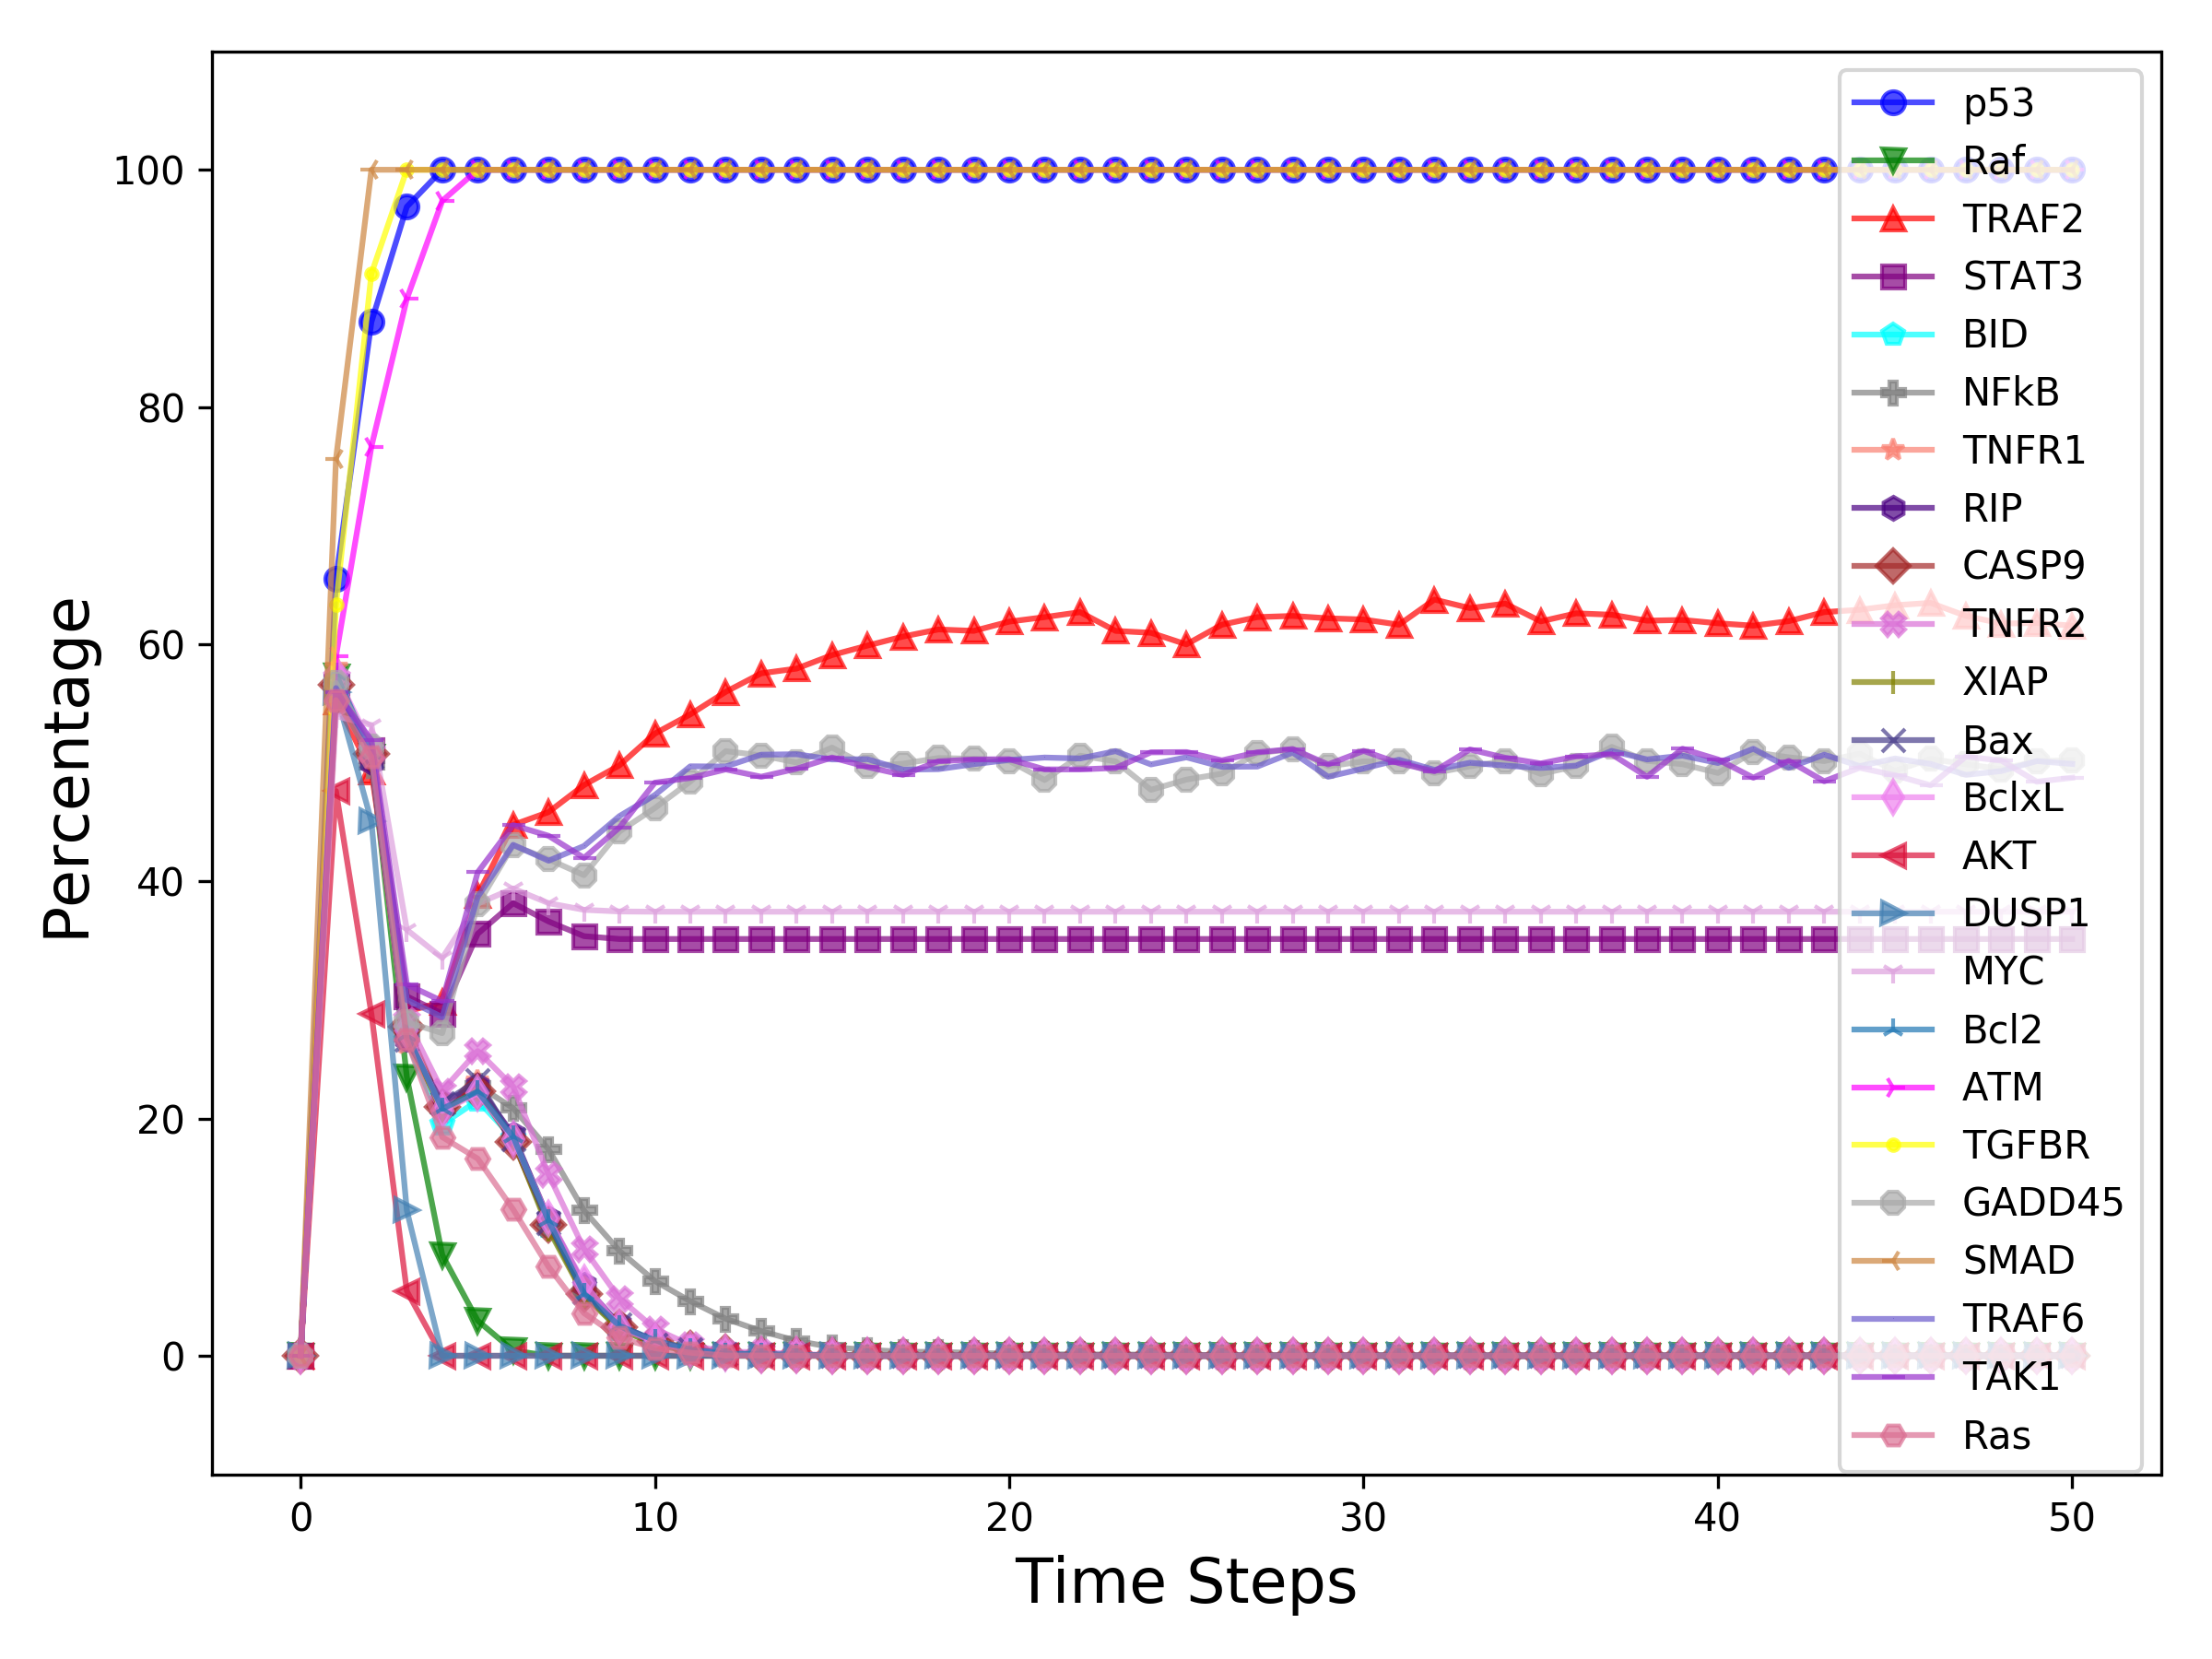 Percentage
100
80
60
40
20
0
0 10 20 30 40 50
Time Steps
p53
Raf
TRAF2
STAT3
BID
NFkB
TNFR1
RIP
CASP9
TNFR2
XIAP
Bax
BclxL
AKT
DUSP1
MYC
Bcl2
ATM
TGFBR
GADD45
SMAD
TRAF6
TAK1
Ras